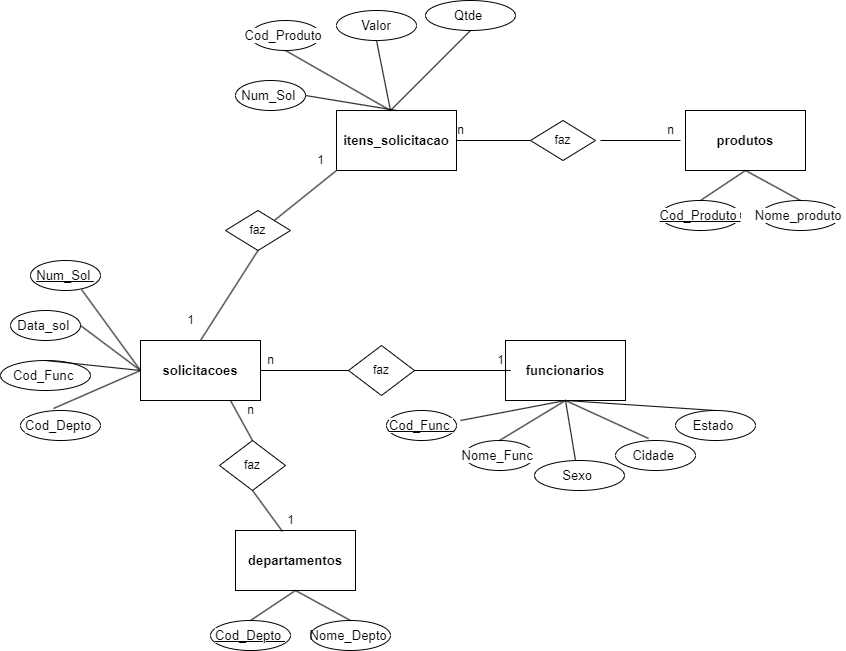 Qtde
Valor
Cod_Produto
Num_Sol
itens_solicitacao
n
faz
n
produtos
1
Cod_Produto
Nome_produto
faz
Num_Sol
Data_sol
1
Cod_Func
solicitacoes
n
faz
1
funcionarios
Cod_Depto
n
Cod_Func
Estado
Nome_Func
Cidade
faz
Sexo
1
departamentos
Cod_Depto
Nome_Depto